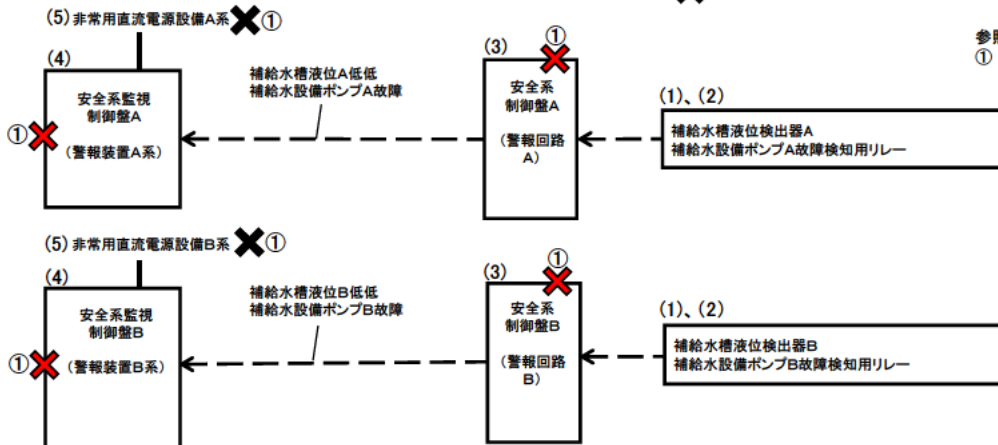 (5) 非常用直流電源設備A系 ①
(4)
安全系監視
制御盤A
(警報装置A系)
①
補給水槽液位A低低
補給水設備ポンプA故障
(3)
①
安全系
制御盤A
(警報回路
A)
(1)、(2)
補給水槽液位検出器A
補給水設備ポンプA故障検知用リレー
①
(5) 非常用直流電源設備B系 ①
(4)
安全系監視
制御盤B
(警報装置B系)
①
補給水槽液位B低低
補給水設備ポンプB故障
(3)
①
安全系
制御盤B
(警報回路
B)
(1)、(2)
補給水槽液位検出器B
補給水設備ポンプB故障検知用リレー